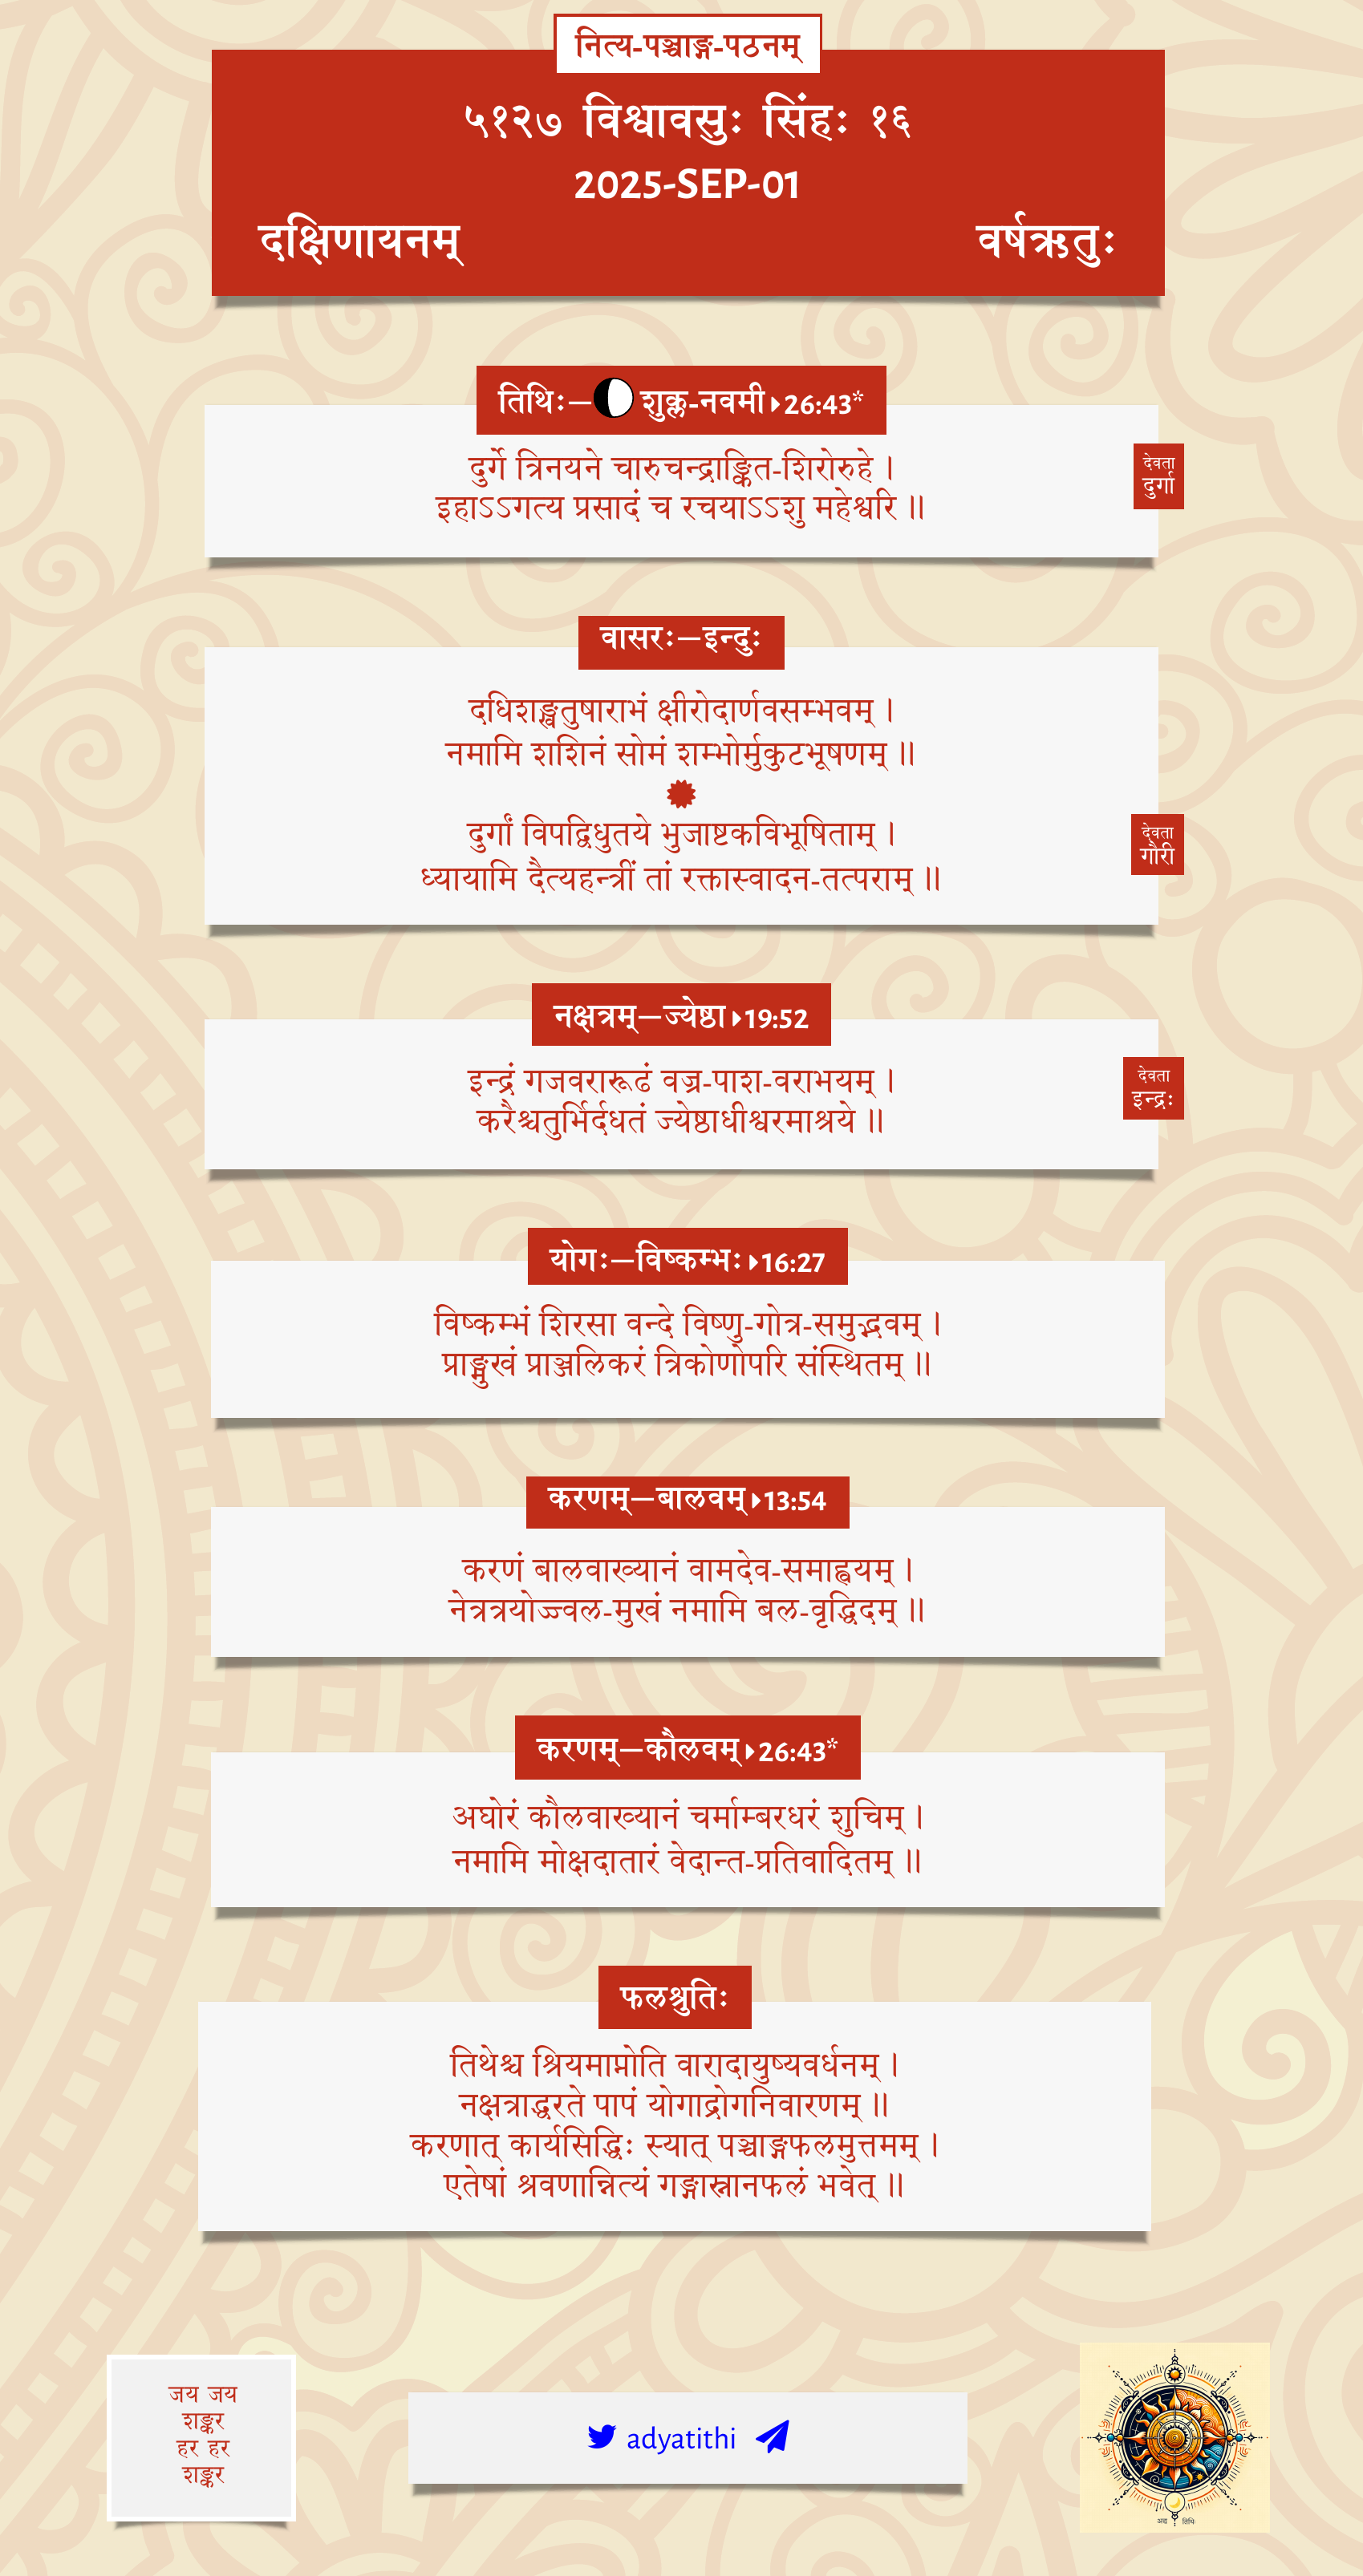 नित्य-पञ्चाङ्ग-पठनम्
५१२७ विश्वावसुः सिंहः १६
2025-SEP-01
दक्षिणायनम् वर्षऋतुः
तिथिः—शुक्ल-नवमी▸26:43*
दुर्गे त्रिनयने चारुचन्द्राङ्कित-शिरोरुहे ।
इहाऽऽगत्य प्रसादं च रचयाऽऽशु महेश्वरि ॥
देवता
दुर्गा
वासरः—इन्दुः
दधिशङ्खतुषाराभं क्षीरोदार्णवसम्भवम् ।
नमामि शशिनं सोमं शम्भोर्मुकुटभूषणम् ॥
दुर्गां विपद्विधुतये भुजाष्टकविभूषिताम् ।
ध्यायामि दैत्यहन्त्रीं तां रक्तास्वादन-तत्पराम् ॥
देवता
गौरी
नक्षत्रम्—ज्येष्ठा▸19:52
इन्द्रं गजवरारूढं वज्र-पाश-वराभयम् ।
करैश्चतुर्भिर्दधतं ज्येष्ठाधीश्वरमाश्रये ॥
देवता
इन्द्रः
योगः—विष्कम्भः▸16:27
विष्कम्भं शिरसा वन्दे विष्णु-गोत्र-समुद्भवम् ।
प्राङ्मुखं प्राञ्जलिकरं त्रिकोणोपरि संस्थितम् ॥
करणम्—बालवम्▸13:54
करणं बालवाख्यानं वामदेव-समाह्वयम् ।
नेत्रत्रयोज्ज्वल-मुखं नमामि बल-वृद्धिदम् ॥
करणम्—कौलवम्▸26:43*
अघोरं कौलवाख्यानं चर्माम्बरधरं शुचिम् ।
नमामि मोक्षदातारं वेदान्त-प्रतिवादितम् ॥
फलश्रुतिः
तिथेश्च श्रियमाप्नोति वारादायुष्यवर्धनम् ।
नक्षत्राद्धरते पापं योगाद्रोगनिवारणम् ॥
करणात् कार्यसिद्धिः स्यात् पञ्चाङ्गफलमुत्तमम् ।
एतेषां श्रवणान्नित्यं गङ्गास्नानफलं भवेत् ॥
जय जय
शङ्कर
हर हर
शङ्कर
adyatithi
अद्य तिथिः